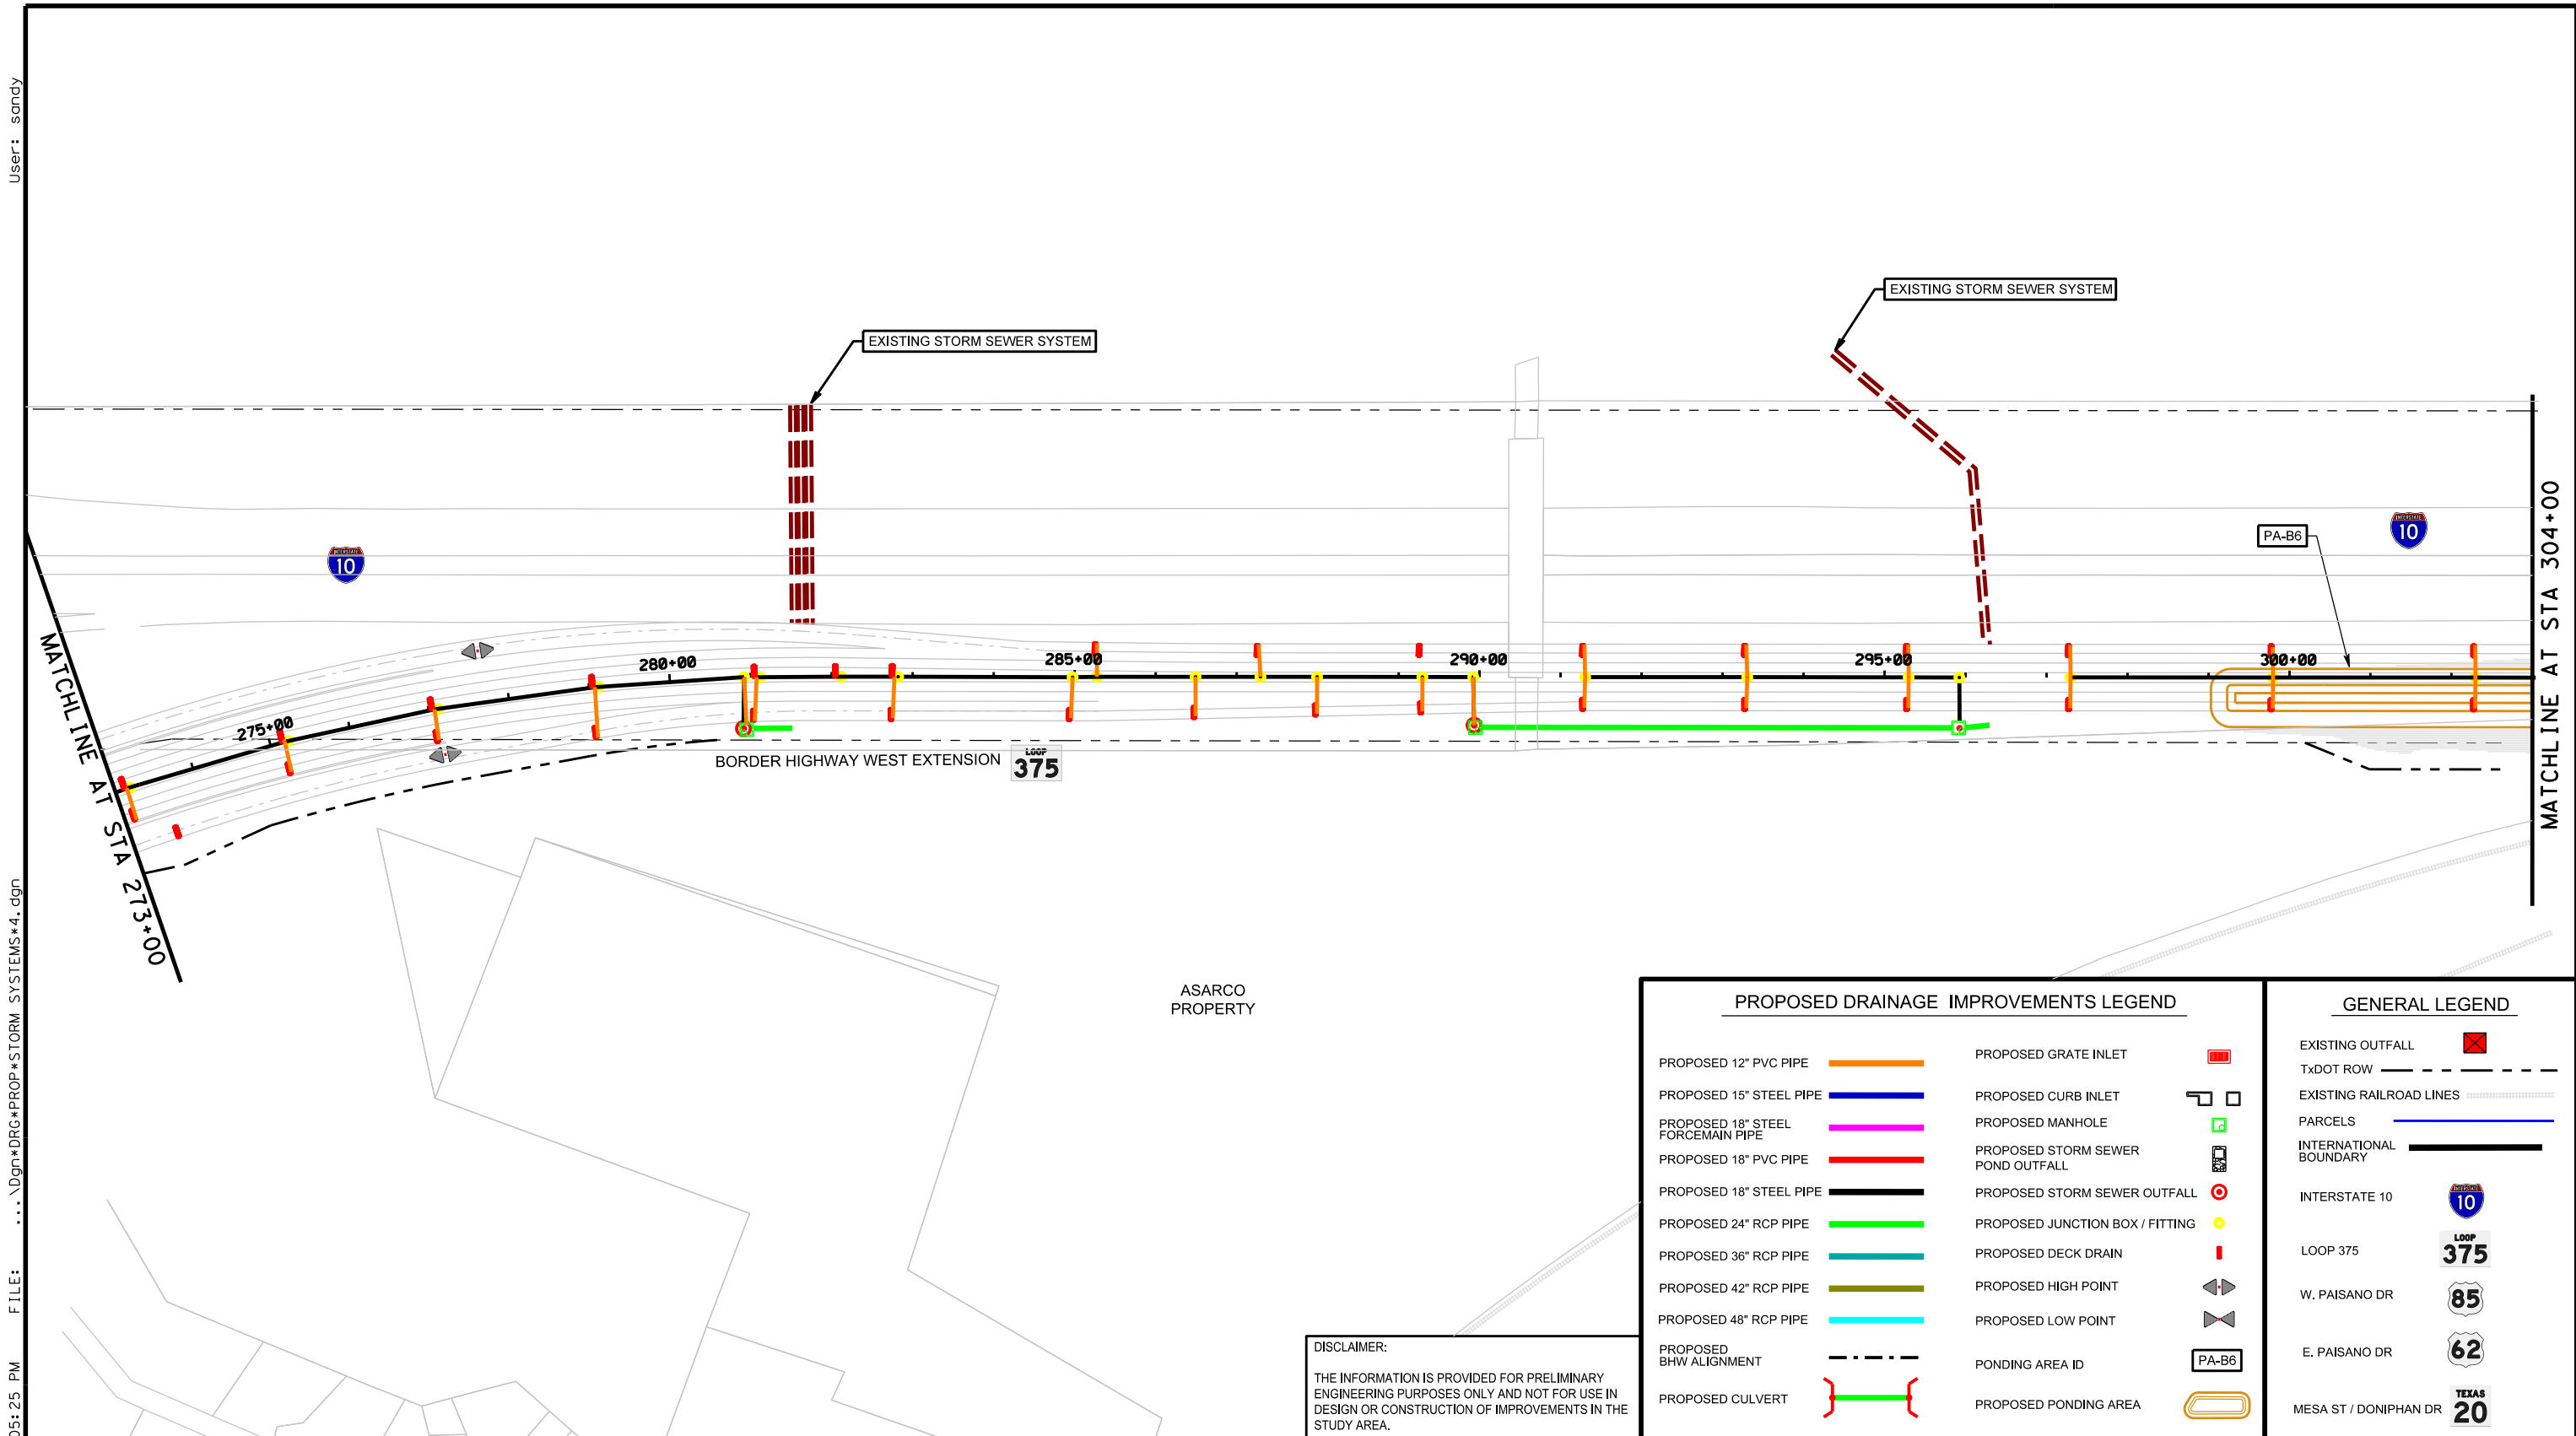 User: sandy
EXISTING STORM SEWER SYSTEM
EXISTING STORM SEWER SYSTEM
INTERSTATE
10
PA-B6
INTERSTATE
10
MATCHLINE AT STA 273+00
275+00
280+00
285+00
290+00
295+00
300+00
MATCHLINE AT STA 304+00
BORDER HIGHWAY WEST EXTENSION
LOOP
375
ASARCO
PROPERTY
FILE: ...\Dgn*DRG*PROP*STORM SYSTEMS*4.dgn
05:25 PM
DISCLAIMER:
THE INFORMATION IS PROVIDED FOR PRELIMINARY
ENGINEERING PURPOSES ONLY AND NOT FOR USE IN
DESIGN OR CONSTRUCTION OF IMPROVEMENTS IN THE
STUDY AREA.
PROPOSED DRAINAGE IMPROVEMENTS LEGEND
PROPOSED 12" PVC PIPE
PROPOSED 15" STEEL PIPE
PROPOSED 18" STEEL
FORCEMAIN PIPE
PROPOSED 18" PVC PIPE
PROPOSED 18" STEEL PIPE
PROPOSED 24" RCP PIPE
PROPOSED 36" RCP PIPE
PROPOSED 42" RCP PIPE
PROPOSED 48" RCP PIPE
PROPOSED
BHW ALIGNMENT
PROPOSED CULVERT
PROPOSED GRATE INLET
PROPOSED CURB INLET
PROPOSED MANHOLE
PROPOSED STORM SEWER
POND OUTFALL
PROPOSED STORM SEWER OUTFALL
PROPOSED JUNCTION BOX / FITTING
PROPOSED DECK DRAIN
PROPOSED HIGH POINT
PROPOSED LOW POINT
PONDING AREA ID
PA-B6
PROPOSED PONDING AREA
GENERAL LEGEND
EXISTING OUTFALL
TxDOT ROW
EXISTING RAILROAD LINES
PARCELS
INTERNATIONAL
BOUNDARY
INTERSTATE 10
INTERSTATE
10
LOOP 375
LOOP
375
W. PAISANO DR
85
E. PAISANO DR
62
MESA ST / DONIPHAN DR
TEXAS
20